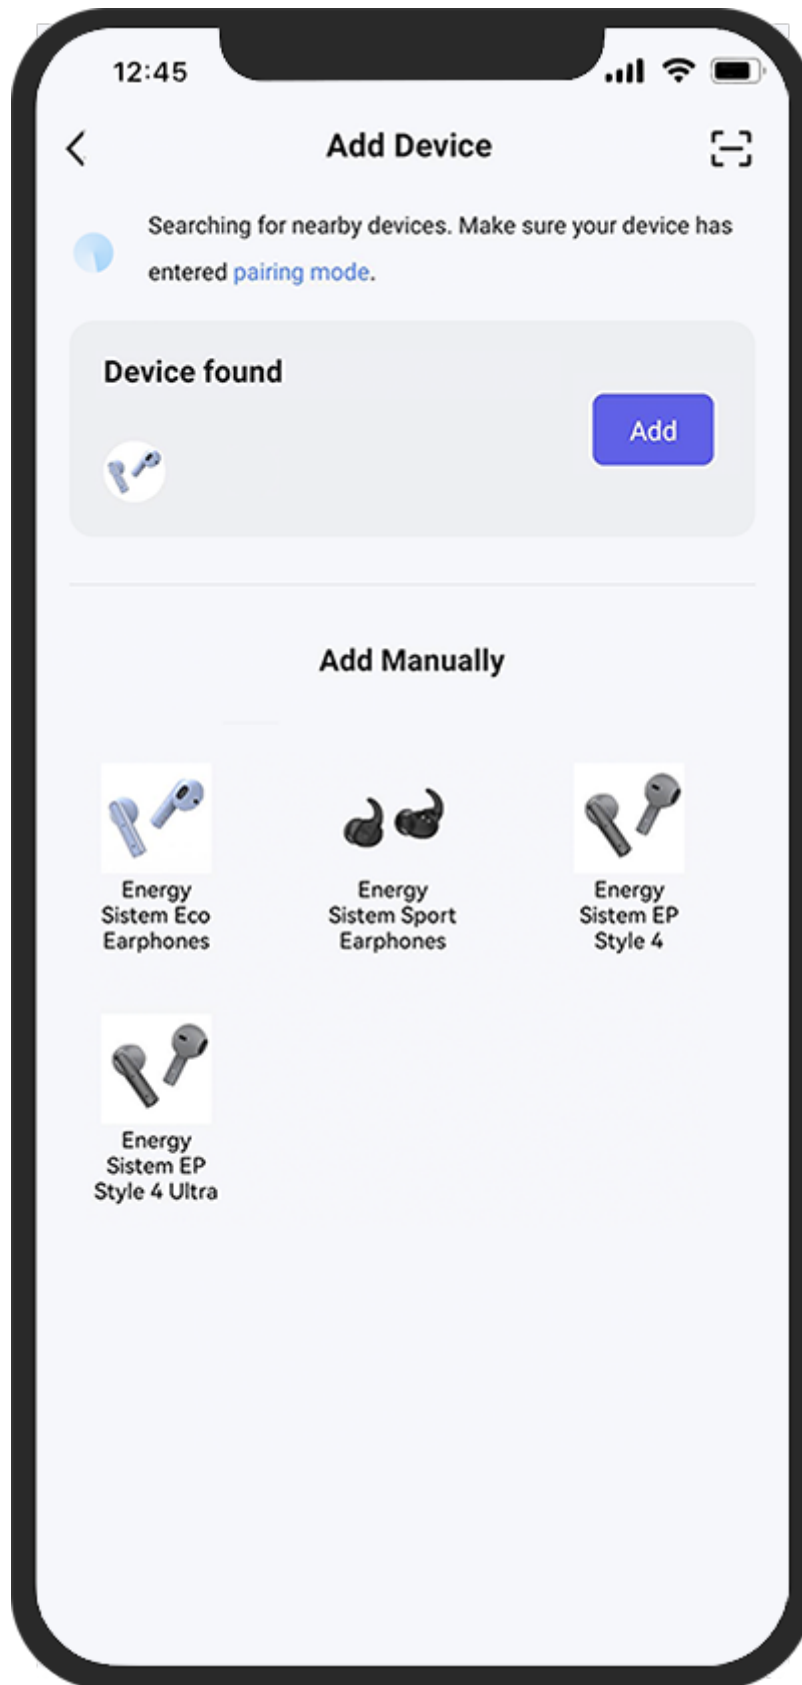 12:45
Add Device
Searching for nearby devices. Make sure your device has
entered pairing mode.
Device found
Add
Add Manually
Energy
Sistem Eco
Earphones
Energy
Sistem Sport
Earphones
Energy
Sistem EP
Style 4
Energy
Sistem EP
Style 4 Ultra